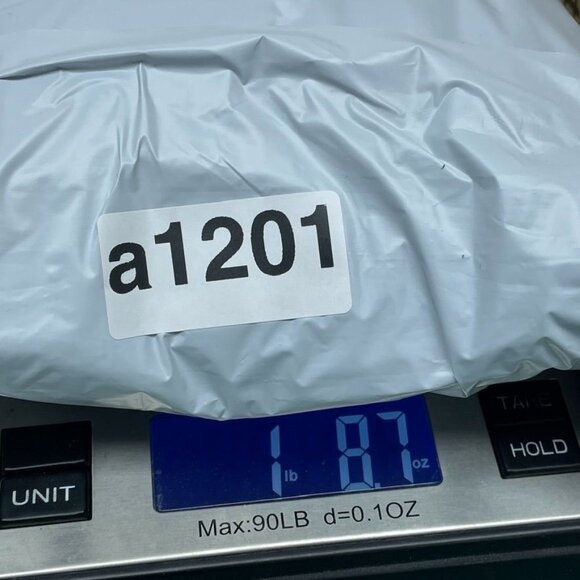 a1201
TARE
1 lb 8.7 oz
HOLD
UNIT
Max:90LB d=0.1OZ